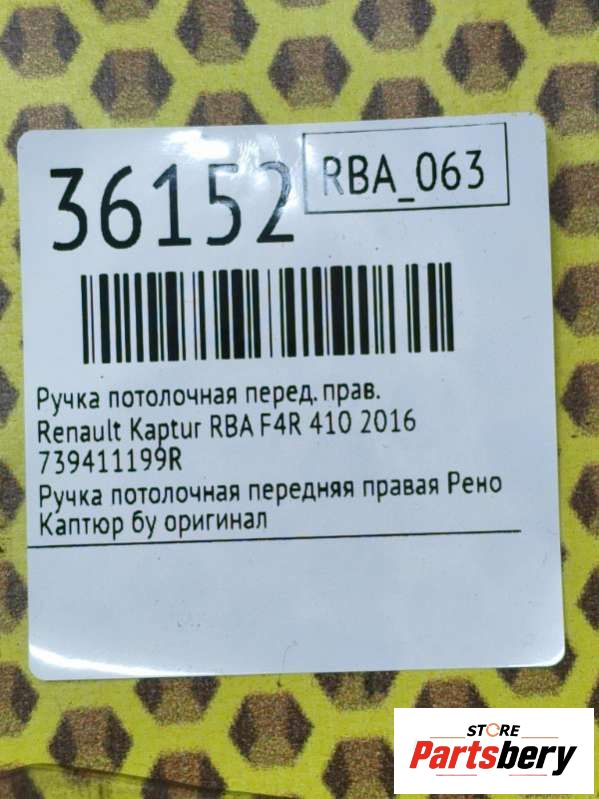 36152
RBA_063
Ручка потолочная перед. прав.
Renault Kaptur RBA F4R 410 2016
739411199R
Ручка потолочная передняя правая Рено
Каптюр бу оригинал
STORE
Partsbery